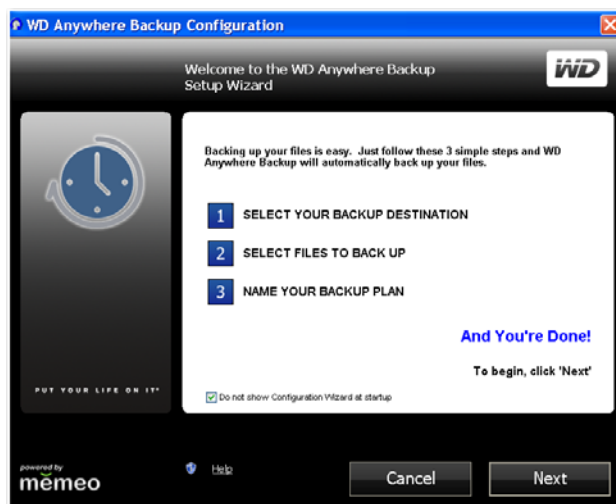 WD Anywhere Backup Configuration
Welcome to the WD Anywhere Backup
Setup Wizard
WD
Backing up your files is easy. Just follow these 3 simple steps and WD
Anywhere Backup will automatically back up your files.
1 SELECT YOUR BACKUP DESTINATION
2 SELECT FILES TO BACK UP
3 NAME YOUR BACKUP PLAN
And You're Done!
To begin, click 'Next'
PUT YOUR LIFE ON IT®
Do not show Configuration Wizard at startup
powered by
mēmeo
Help
Cancel
Next